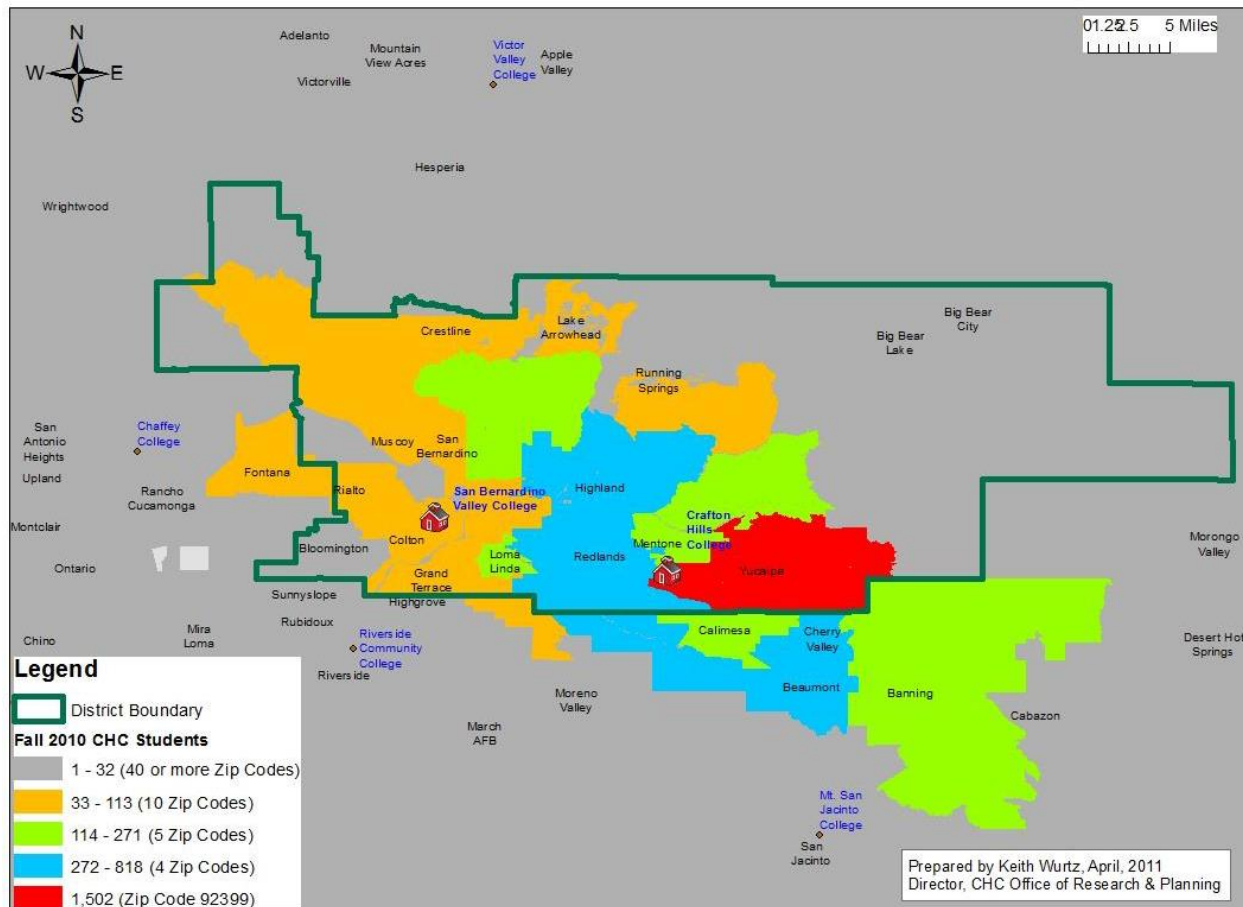 N
W E
S
Adelanto
Mountain
View Acres
Victor
Valley
College
Apple
Valley
Victorville
01.252.5 5 Miles
Hesperia
Wrightwood
Crestline
Lake
Arrowhead
Big Bear
City
Big Bear
Lake
Running
Springs
San
Antonio
Heights
Chaffey
College
Muscoy
San
Bernardino
Upland
Fontana
Rialto
Rancho
Cucamonga
San Bernardino
Valley College
Highland
Crafton
Hills
College
Montclair
Ontario
Bloomington
Colton
Loma
Linda
Redlands
Mentone
Yucaipa
Morongo
Valley
Grand
Terrace
Sunnyslope
Highgrove
Rubidoux
Chino
Mira
Loma
Riverside
Community
College
Riverside
Calimesa
Cherry
Valley
Desert Hot
Springs
Moreno
Valley
Beaumont
Banning
Cabazon
March
AFB
Mt. San
Jacinto
College
San
Jacinto
Legend
District Boundary
Fall 2010 CHC Students
1 - 32 (40 or more Zip Codes)
33 - 113 (10 Zip Codes)
114 - 271 (5 Zip Codes)
272 - 818 (4 Zip Codes)
1,502 (Zip Code 92399)
Prepared by Keith Wurtz, April, 2011
Director, CHC Office of Research & Planning